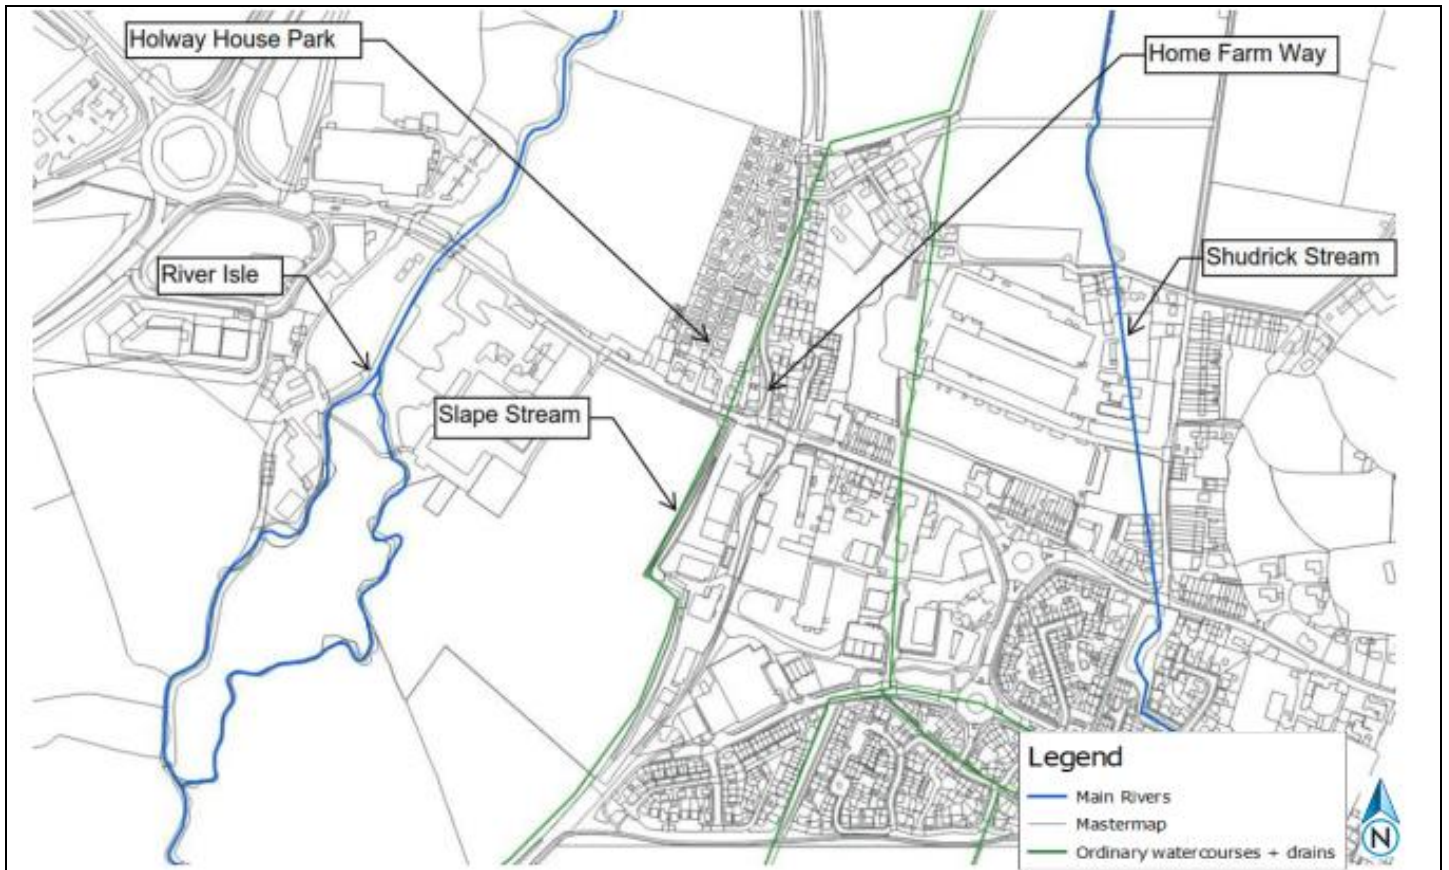 Holway House Park
Home Farm Way
River Isle
Shudrick Stream
Slape Stream
Legend
Main Rivers
Mastermap
Ordinary watercourses + drains
N